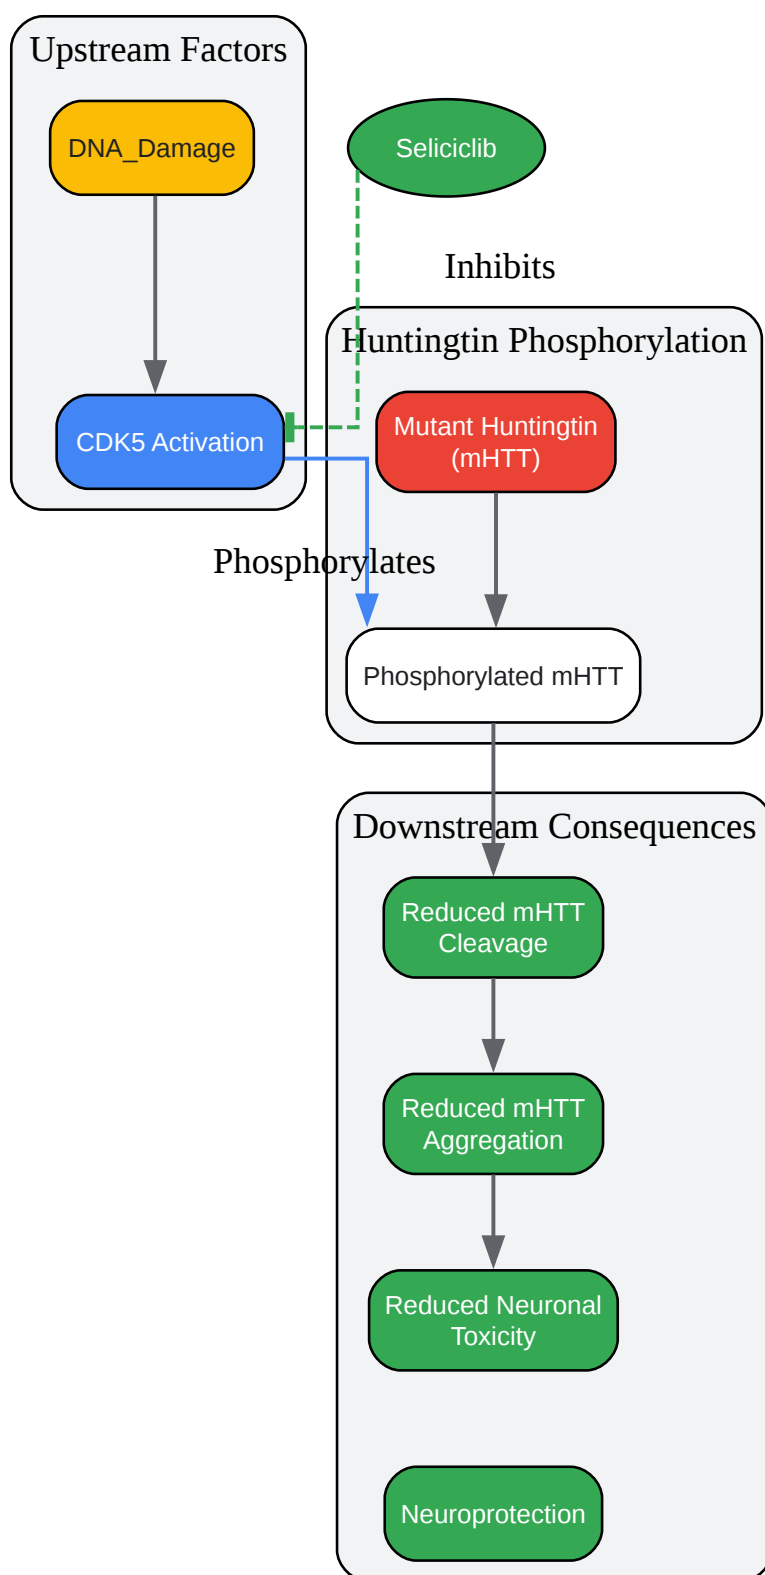 Upstream Factors
DNA_Damage
Seliciclib
Inhibits
Huntingtin Phosphorylation
CDK5 Activation
Mutant Huntingtin
(mHTT)
Phosphorylates
Phosphorylated mHTT
Downstream Consequences
Reduced mHTT
Cleavage
Reduced mHTT
Aggregation
Reduced Neuronal
Toxicity
Neuroprotection